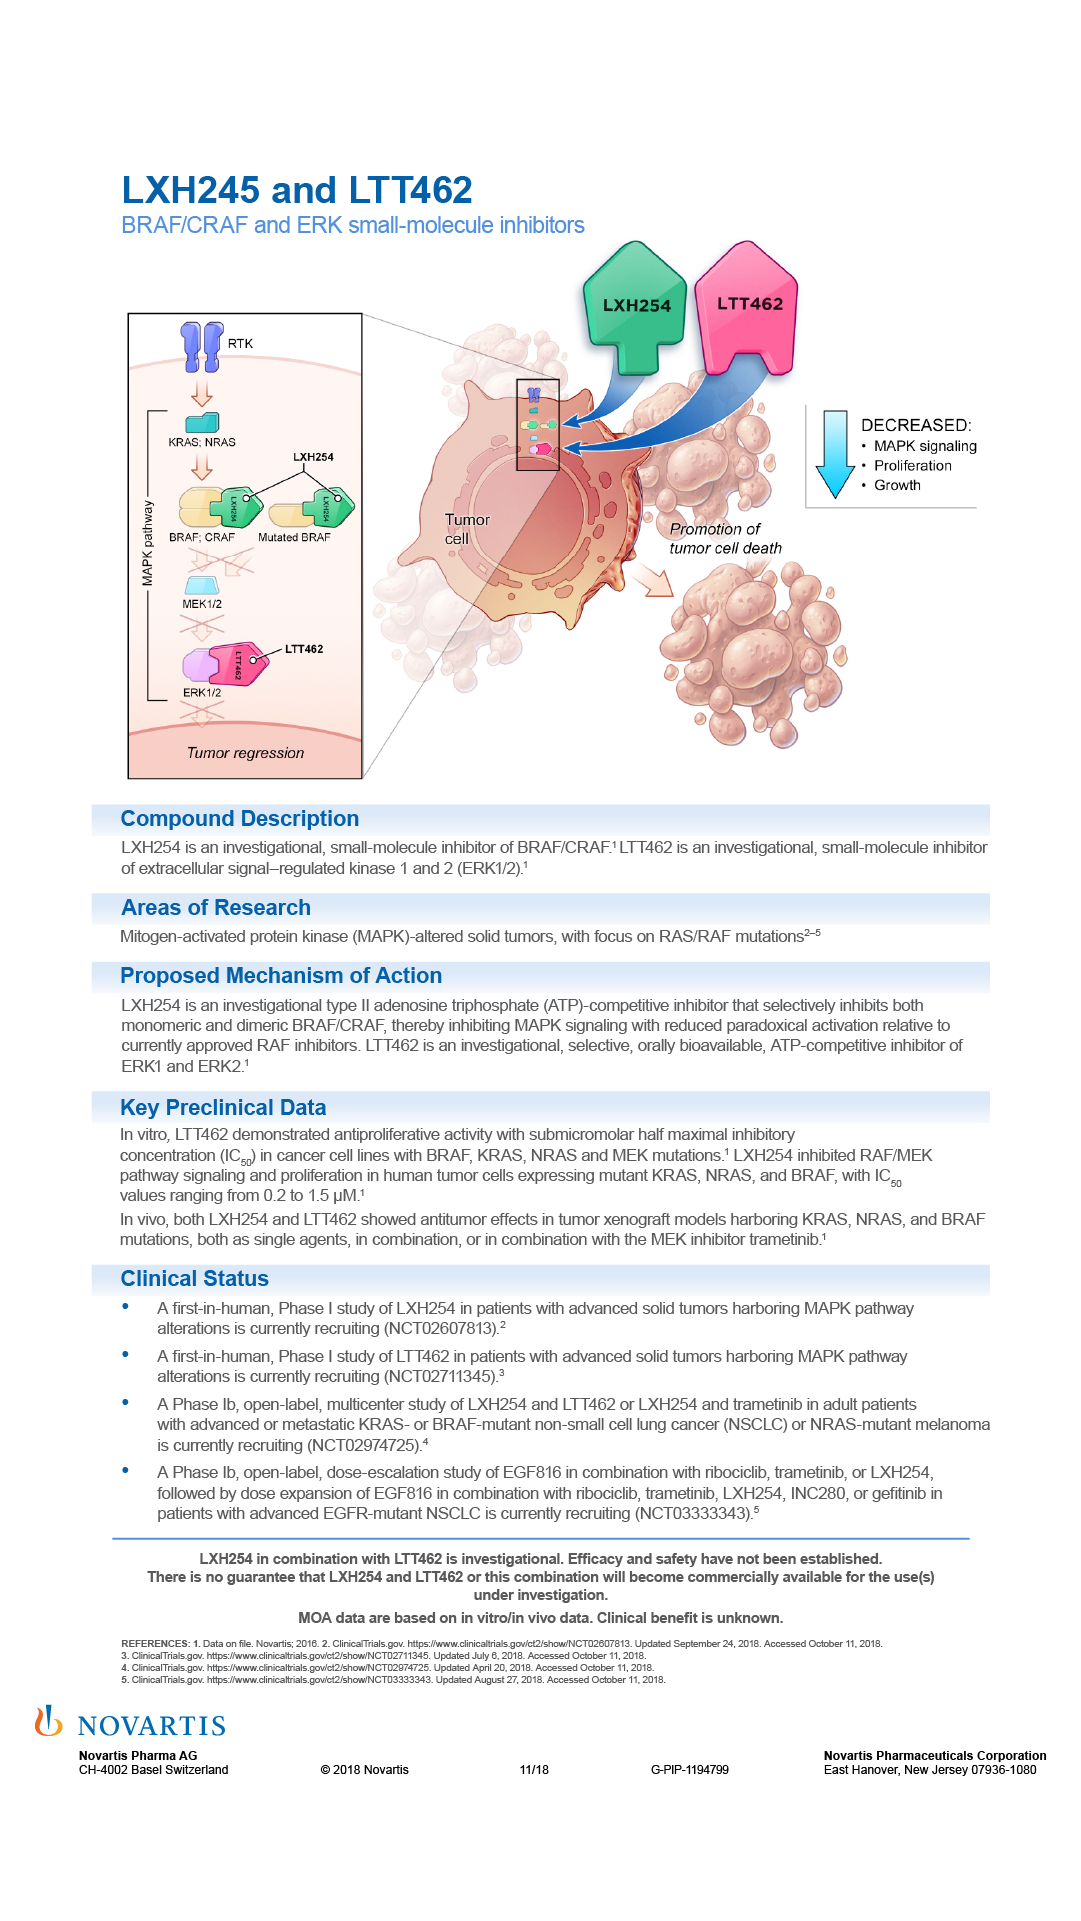 LXH245 and LTT462
BRAF/CRAF and ERK small-molecule inhibitors
LXH254
LTT462
RTK
KRAS; NRAS
LXH254
LXH254
LXH254
BRAF; CRAF
Mutated BRAF
MAPK pathway
MEK1/2
LTT462
LTT462
ERK1/2
Tumor regression
Tumor
cell
DECREASED:
• MAPK signaling
• Proliferation
• Growth
Promotion of
tumor cell death
Compound Description
LXH254 is an investigational, small-molecule inhibitor of BRAF/CRAF.¹ LTT462 is an investigational, small-molecule inhibitor
of extracellular signal–regulated kinase 1 and 2 (ERK1/2).¹
Areas of Research
Mitogen-activated protein kinase (MAPK)-altered solid tumors, with focus on RAS/RAF mutations²⁻⁵
Proposed Mechanism of Action
LXH254 is an investigational type II adenosine triphosphate (ATP)-competitive inhibitor that selectively inhibits both
monomeric and dimeric BRAF/CRAF, thereby inhibiting MAPK signaling with reduced paradoxical activation relative to
currently approved RAF inhibitors. LTT462 is an investigational, selective, orally bioavailable, ATP-competitive inhibitor of
ERK1 and ERK2.¹
Key Preclinical Data
In vitro, LTT462 demonstrated antiproliferative activity with submicromolar half maximal inhibitory
concentration (IC₅₀) in cancer cell lines with BRAF, KRAS, NRAS and MEK mutations.¹ LXH254 inhibited RAF/MEK
pathway signaling and proliferation in human tumor cells expressing mutant KRAS, NRAS, and BRAF, with IC₅₀
values ranging from 0.2 to 1.5 µM.¹
In vivo, both LXH254 and LTT462 showed antitumor effects in tumor xenograft models harboring KRAS, NRAS, and BRAF
mutations, both as single agents, in combination, or in combination with the MEK inhibitor trametinib.¹
Clinical Status
• A first-in-human, Phase I study of LXH254 in patients with advanced solid tumors harboring MAPK pathway
alterations is currently recruiting (NCT02607813).²
• A first-in-human, Phase I study of LTT462 in patients with advanced solid tumors harboring MAPK pathway
alterations is currently recruiting (NCT02711345).³
• A Phase Ib, open-label, multicenter study of LXH254 and LTT462 or LXH254 and trametinib in adult patients
with advanced or metastatic KRAS- or BRAF-mutant non-small cell lung cancer (NSCLC) or NRAS-mutant melanoma
is currently recruiting (NCT02974725).⁴
• A Phase Ib, open-label, dose-escalation study of EGF816 in combination with ribociclib, trametinib, or LXH254,
followed by dose expansion of EGF816 in combination with ribociclib, trametinib, LXH254, INC280, or gefitinib in
patients with advanced EGFR-mutant NSCLC is currently recruiting (NCT03333343).⁵
LXH254 in combination with LTT462 is investigational. Efficacy and safety have not been established.
There is no guarantee that LXH254 and LTT462 or this combination will become commercially available for the use(s)
under investigation.
MOA data are based on in vitro/in vivo data. Clinical benefit is unknown.
REFERENCES: 1. Data on file. Novartis; 2016. 2. ClinicalTrials.gov. https://www.clinicaltrials.gov/ct2/show/NCT02607813. Updated September 24, 2018. Accessed October 11, 2018.
3. ClinicalTrials.gov. https://www.clinicaltrials.gov/ct2/show/NCT02711345. Updated July 6, 2018. Accessed October 11, 2018.
4. ClinicalTrials.gov. https://www.clinicaltrials.gov/ct2/show/NCT02974725. Updated April 20, 2018. Accessed October 11, 2018.
5. ClinicalTrials.gov. https://www.clinicaltrials.gov/ct2/show/NCT03333343. Updated August 27, 2018. Accessed October 11, 2018.
NOVARTIS
Novartis Pharma AG
CH-4002 Basel Switzerland
© 2018 Novartis
11/18
G-PIP-1194799
Novartis Pharmaceuticals Corporation
East Hanover, New Jersey 07936-1080